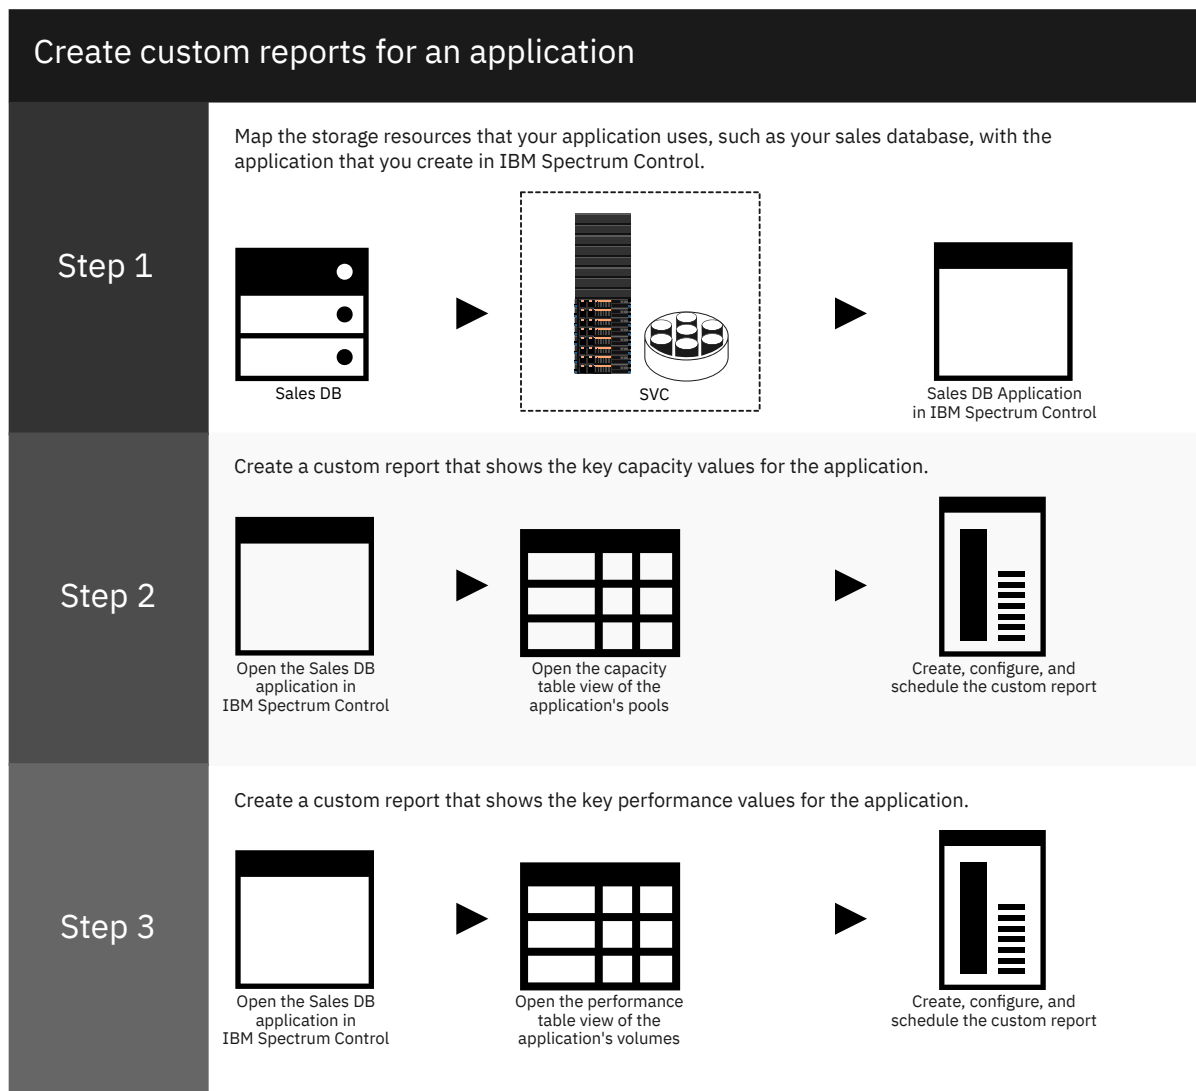 Create custom reports for an application
Step 1
Map the storage resources that your application uses, such as your sales database, with the
application that you create in IBM Spectrum Control.
Sales DB
SVC
Sales DB Application
in IBM Spectrum Control
Step 2
Create a custom report that shows the key capacity values for the application.
Open the Sales DB
application in
IBM Spectrum Control
Open the capacity
table view of the
application's pools
Create, configure, and
schedule the custom report
Step 3
Create a custom report that shows the key performance values for the application.
Open the Sales DB
application in
IBM Spectrum Control
Open the performance
table view of the
application's volumes
Create, configure, and
schedule the custom report